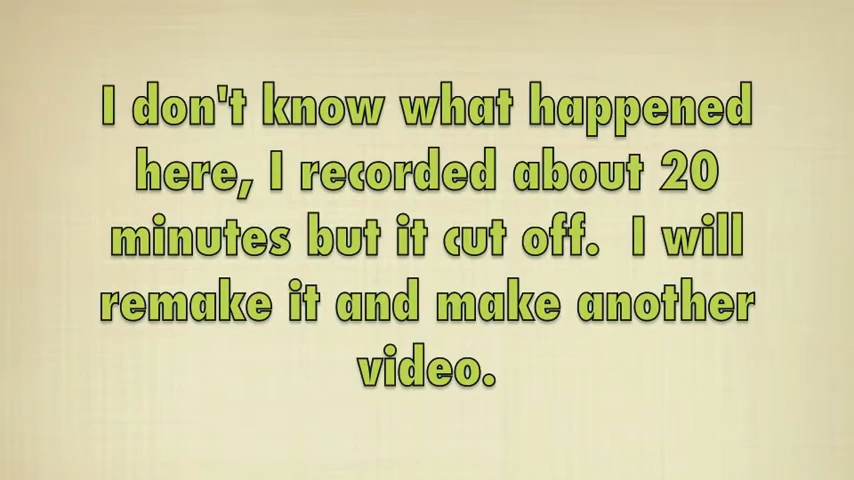 I don't know what happened
here, I recorded about 20
minutes but it cut off.  I will
remake it and make another
video.